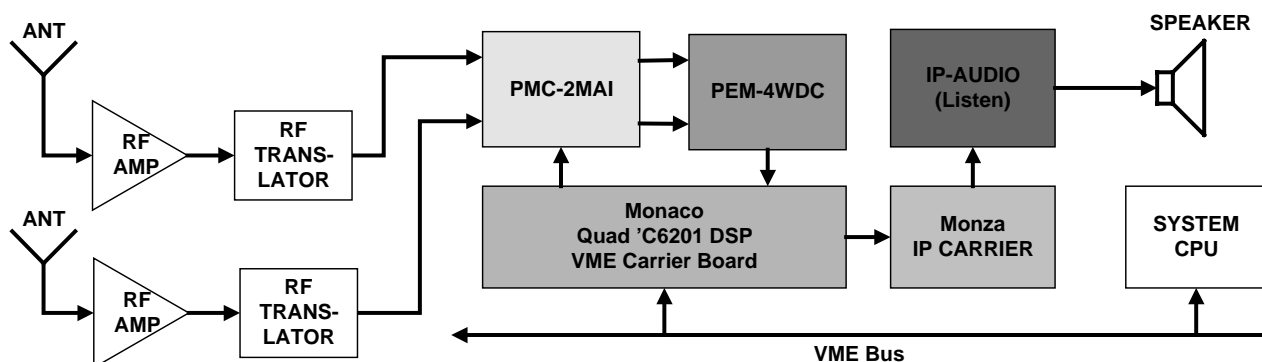 ANT
RF
AMP
RF
TRANS-
LATOR
ANT
RF
AMP
RF
TRANS-
LATOR
PMC-2MAI
PEM-4WDC
Monaco
Quad ’C6201 DSP
VME Carrier Board
IP-AUDIO
(Listen)
Monza
IP CARRIER
SPEAKER
SYSTEM
CPU
VME Bus